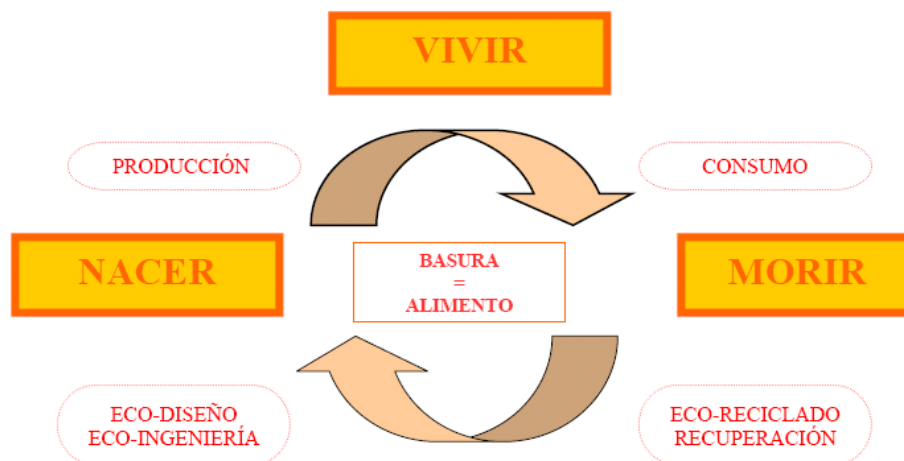 VIVIR
PRODUCCIÓN
CONSUMO
NACER
BASURA
=
ALIMENTO
MORIR
ECO-DISEÑO
ECO-INGENIERÍA
ECO-RECICLADO
RECUPERACIÓN